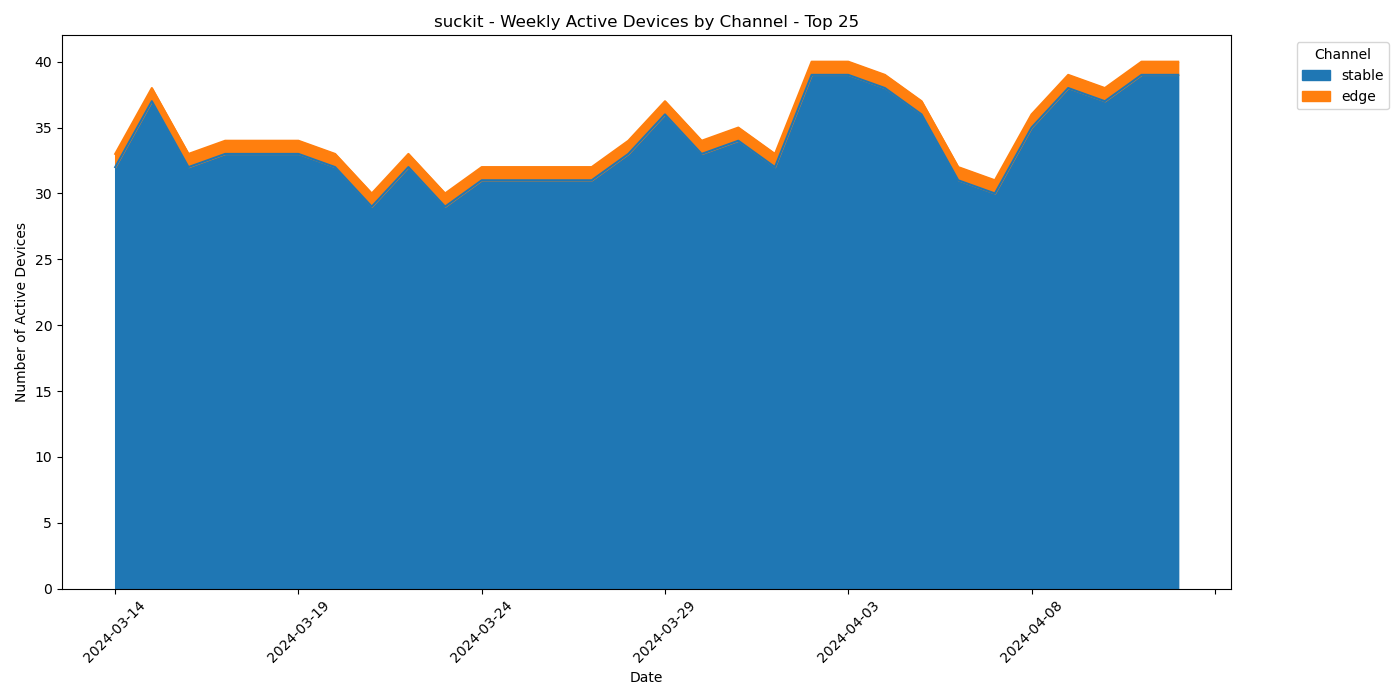 suckit - Weekly Active Devices by Channel - Top 25
Channel
stable
edge
Number of Active Devices
40
35
30
25
20
15
10
5
0
2024-03-14
2024-03-19
2024-03-24
2024-03-29
2024-04-03
2024-04-08
Date